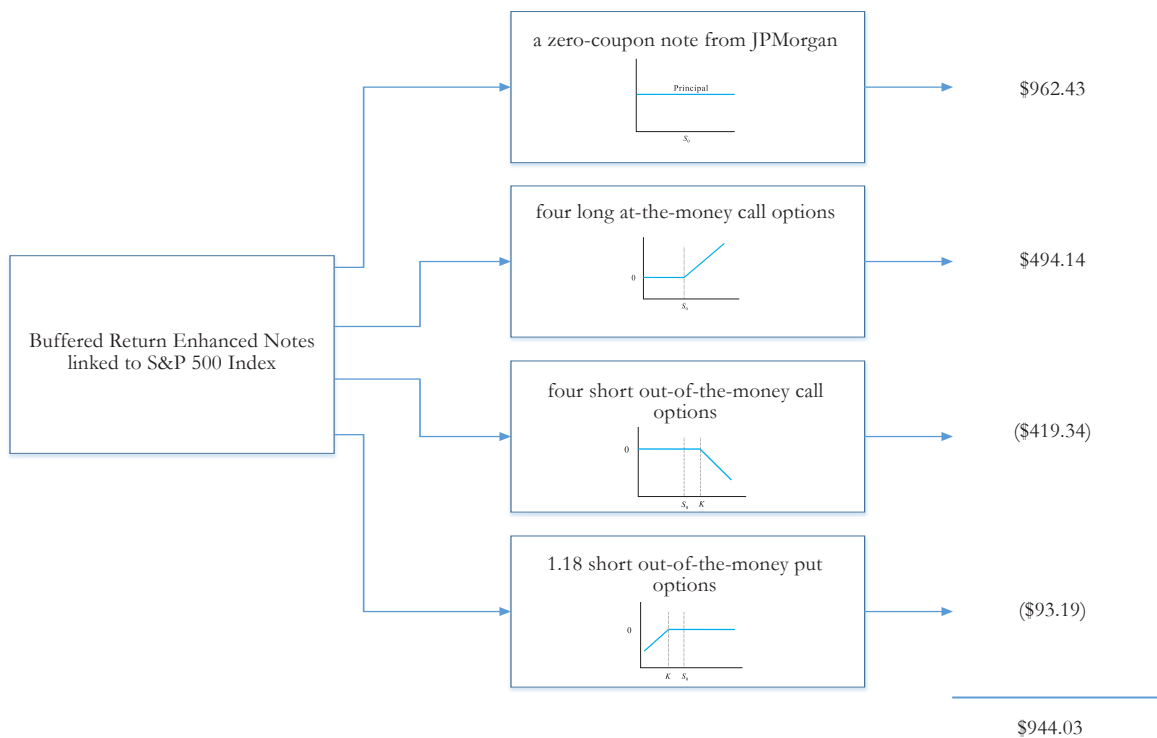 a zero-coupon note from JPMorgan
Principal
S0
$962.43
four long at-the-money call options
0
S0
$494.14
Buffered Return Enhanced Notes
linked to S&P 500 Index
four short out-of-the-money call
options
0
S0 K
($419.34)
1.18 short out-of-the-money put
options
0
K S0
($93.19)
$944.03